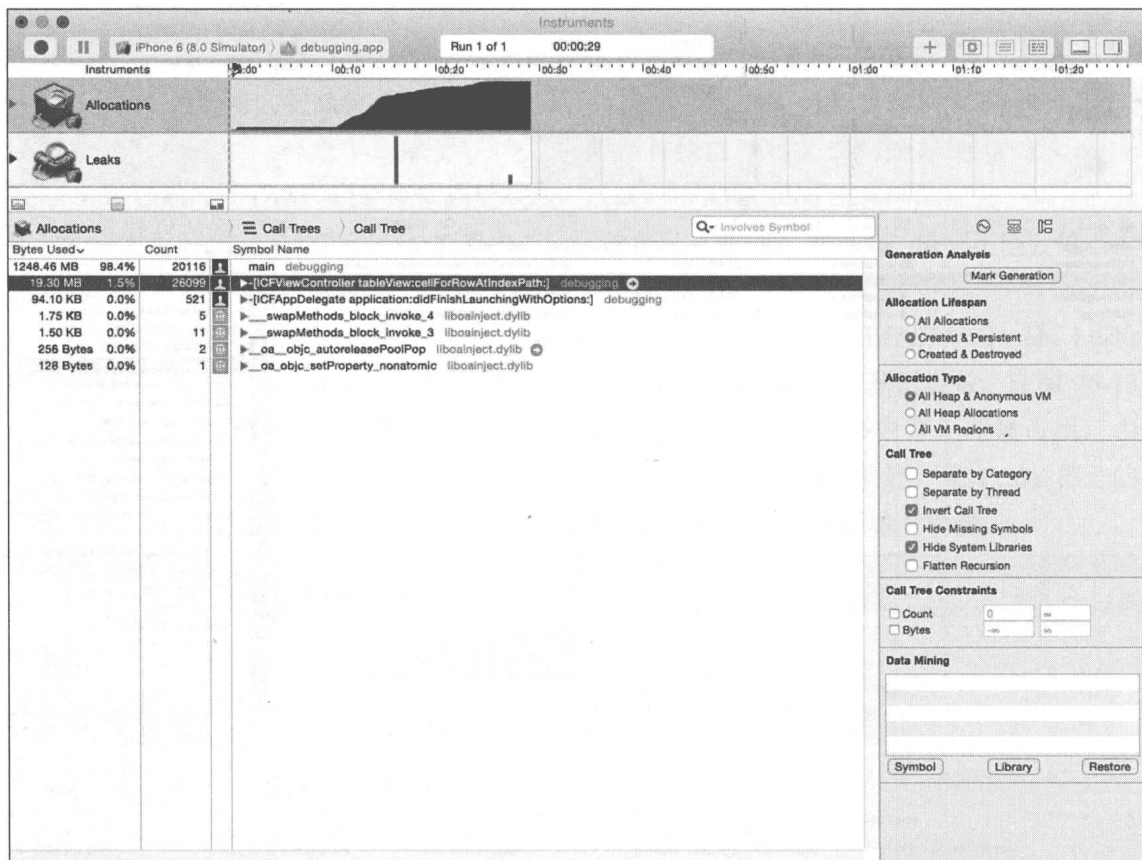 Instruments
iPhone 6 (8.0 Simulator) debugging.app Run 1 of 1 00:00:29
Instruments 00:10 00:20 00:30 00:40 00:50 01:00 01:10 01:20
Allocations
Leaks
Allocations Call Trees Call Tree Involves Symbol
Bytes Used Count Symbol Name
1248.46 MB 98.4% 20116 main debugging
19.30 MB 1.5% 26099 -[ICFViewController tableView:cellForRowAtIndexPath:] debugging
94.10 KB 0.0% 521 -[ICFAppDelegate application:didFinishLaunchingWithOptions:] debugging
1.75 KB 0.0% 5 ___swapMethods_block_invoke_4 liboainject.dylib
1.50 KB 0.0% 11 ___swapMethods_block_invoke_3 liboainject.dylib
256 Bytes 0.0% 2 __oa__objc_autoreleasePoolPop liboainject.dylib
128 Bytes 0.0% 1 __oa_objc_setProperty_nonatomic liboainject.dylib
Generation Analysis
Mark Generation
Allocation Lifespan
All Allocations
Created & Persistent
Created & Destroyed
Allocation Type
All Heap & Anonymous VM
All Heap Allocations
All VM Regions
Call Tree
Separate by Category
Separate by Thread
Invert Call Tree
Hide Missing Symbols
Hide System Libraries
Flatten Recursion
Call Tree Constraints
Count 0 ∞
Bytes -∞ ∞
Data Mining
Symbol Library Restore